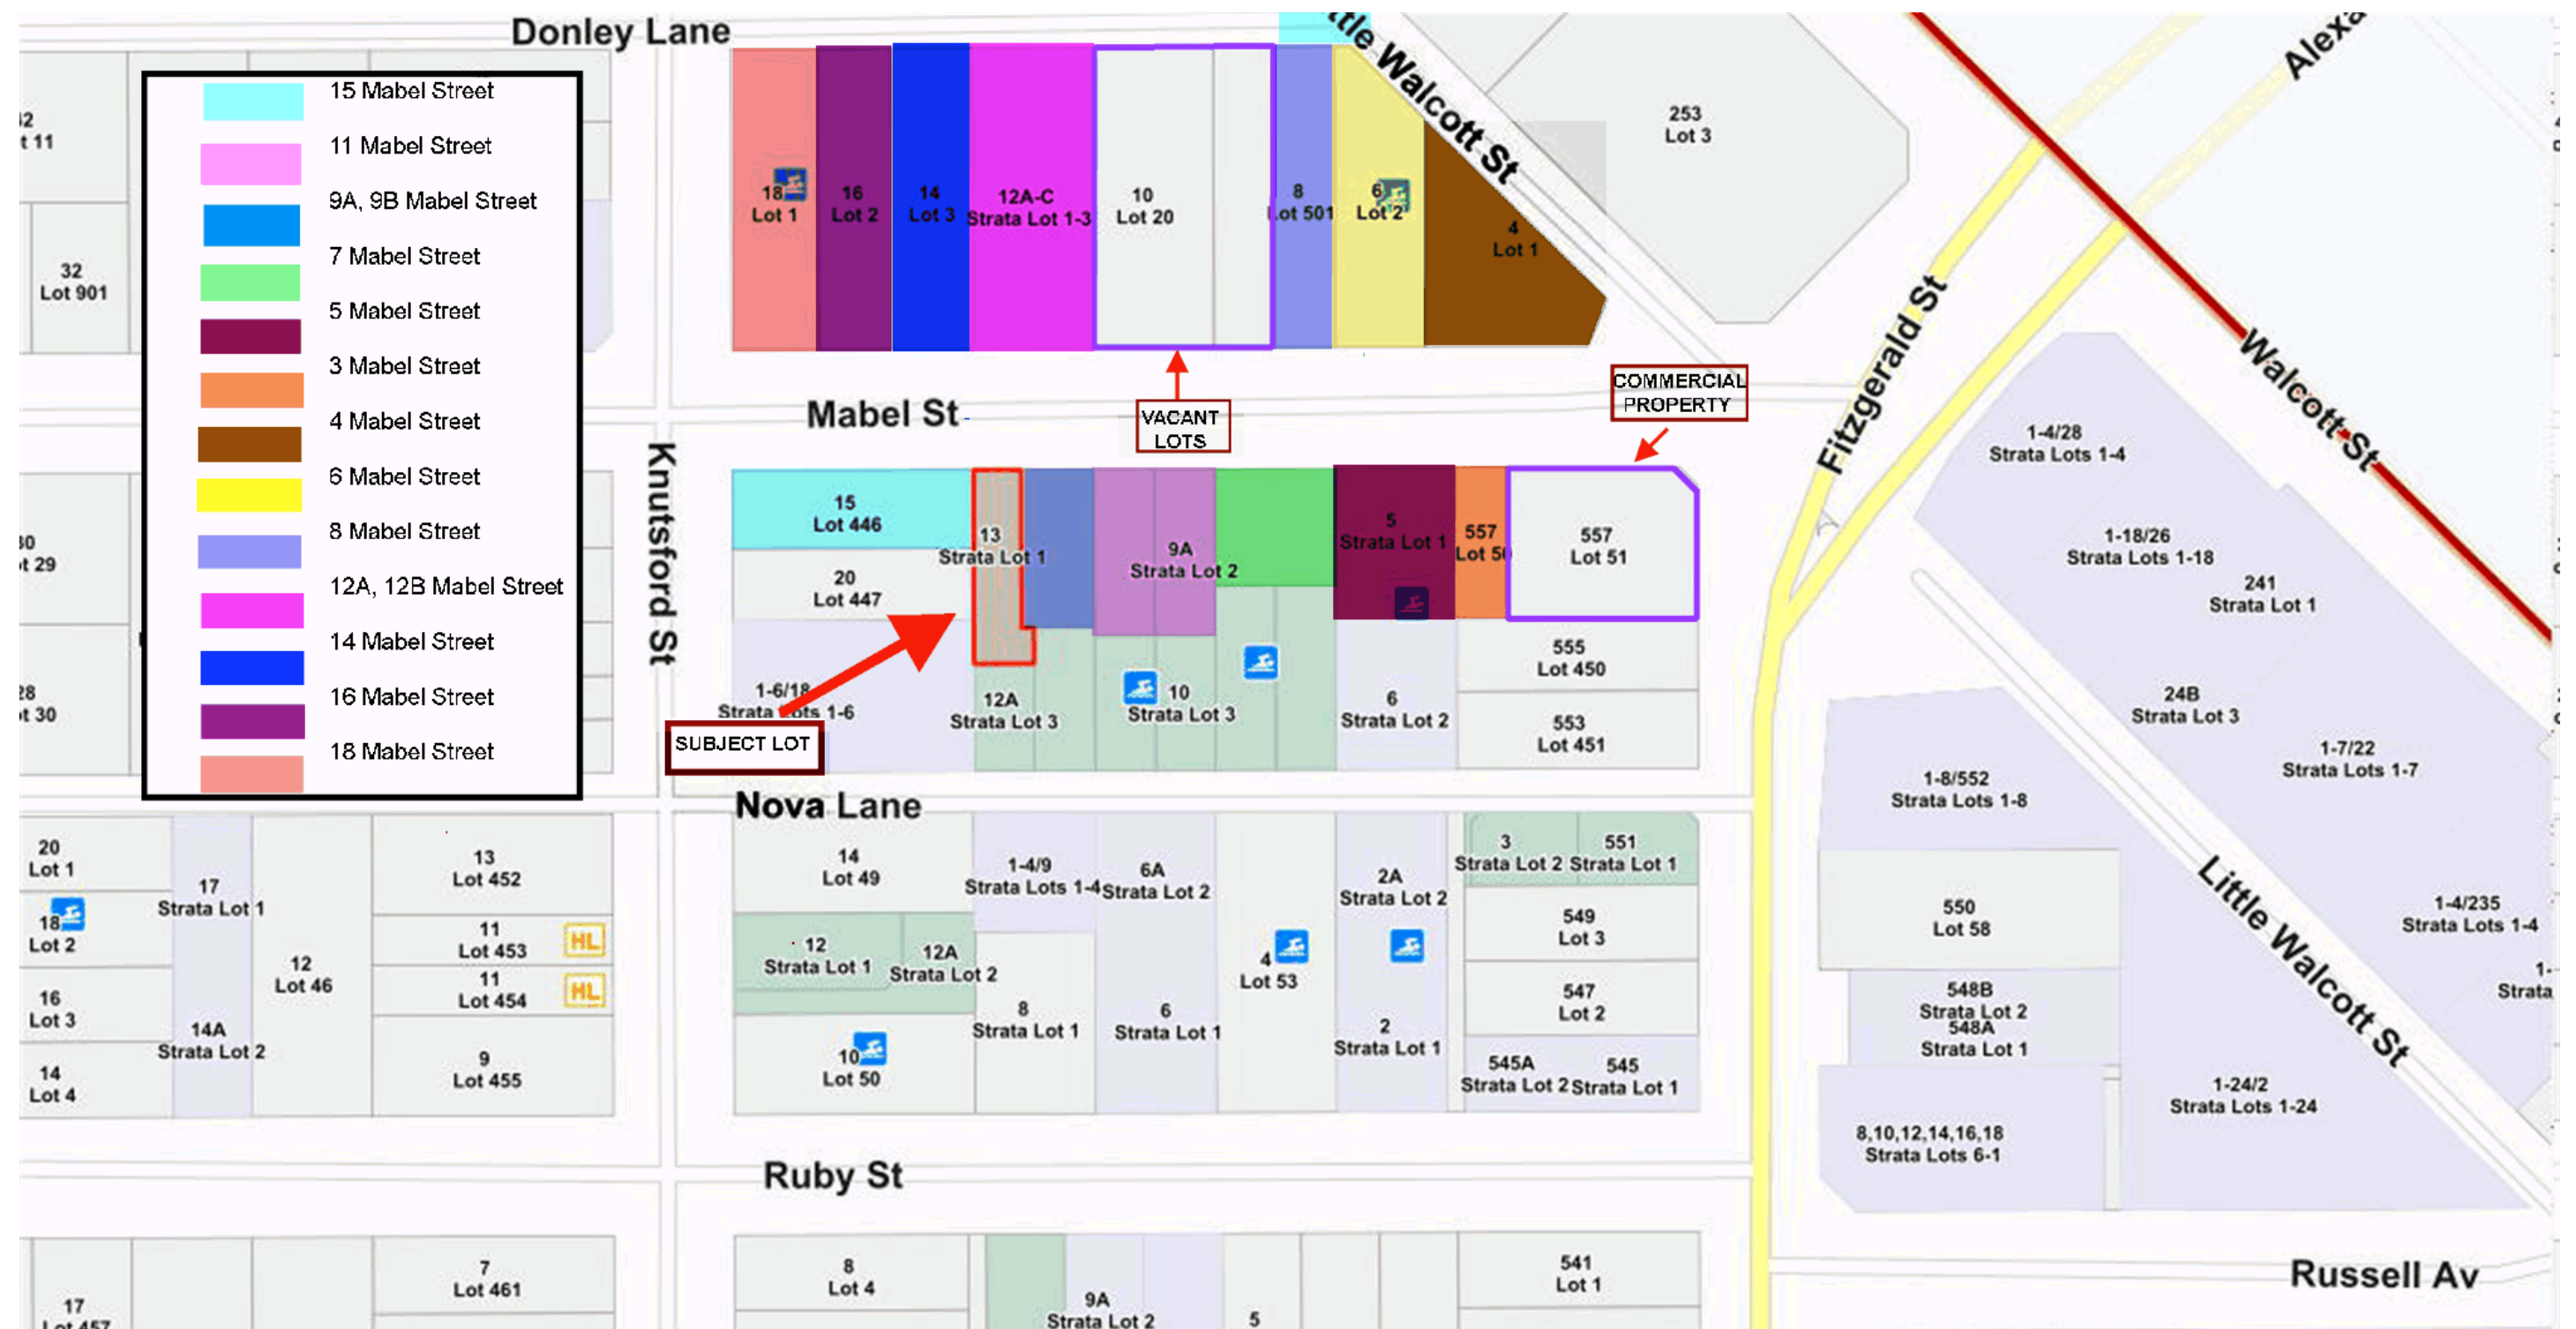 Donley Lane
ttle Walcott St
Alexa
15 Mabel Street
11 Mabel Street
9A, 9B Mabel Street
7 Mabel Street
5 Mabel Street
3 Mabel Street
4 Mabel Street
6 Mabel Street
8 Mabel Street
12A, 12B Mabel Street
14 Mabel Street
16 Mabel Street
18 Mabel Street
t 11
32
Lot 901
18
Lot 1
16
Lot 2
14
Lot 3
12A-C
Strata Lot 1-3
10
Lot 20
8
Lot 501
6
Lot 2
4
Lot 1
253
Lot 3
Fitzgerald St
Walcott St
COMMERCIAL
PROPERTY
VACANT
LOTS
Mabel St
Knutsford St
30
t 29
28
t 30
15
Lot 446
20
Lot 447
1-6/18
Strata Lots 1-6
SUBJECT LOT
13
Strata Lot 1
9A
Strata Lot 2
5
Strata Lot 1
557
Lot 50
557
Lot 51
12A
Strata Lot 3
10
Strata Lot 3
6
Strata Lot 2
555
Lot 450
553
Lot 451
1-4/28
Strata Lots 1-4
1-18/26
Strata Lots 1-18
241
Strata Lot 1
24B
Strata Lot 3
1-7/22
Strata Lots 1-7
1-8/552
Strata Lots 1-8
Nova Lane
20
Lot 1
18
Lot 2
16
Lot 3
14
Lot 4
17
Strata Lot 1
14A
Strata Lot 2
12
Lot 46
13
Lot 452
11
Lot 453
HL
11
Lot 454
HL
9
Lot 455
14
Lot 49
12
Strata Lot 1
12A
Strata Lot 2
10
Lot 50
1-4/9
Strata Lots 1-4
8
Strata Lot 1
6A
Strata Lot 2
6
Strata Lot 1
4
Lot 53
2A
Strata Lot 2
2
Strata Lot 1
3
Strata Lot 2
551
Strata Lot 1
549
Lot 3
547
Lot 2
545A
Strata Lot 2
545
Strata Lot 1
550
Lot 58
548B
Strata Lot 2
548A
Strata Lot 1
8,10,12,14,16,18
Strata Lots 6-1
1-24/2
Strata Lots 1-24
Little Walcott St
1-4/235
Strata Lots 1-4
1-
Strata
Ruby St
Russell Av
17
Lot 457
7
Lot 461
8
Lot 4
9A
Strata Lot 2
5
541
Lot 1